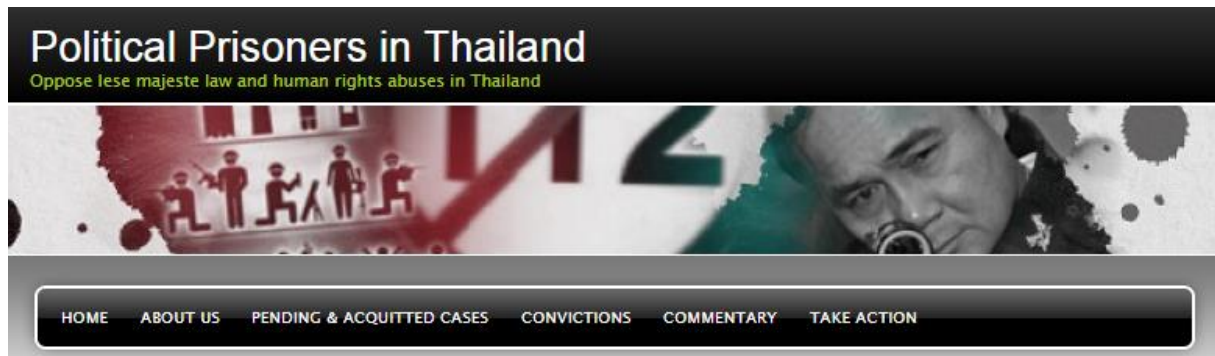 Political Prisoners in Thailand
Oppose lese majeste law and human rights abuses in Thailand
112
HOME ABOUT US PENDING & ACQUITTED CASES CONVICTIONS COMMENTARY TAKE ACTION